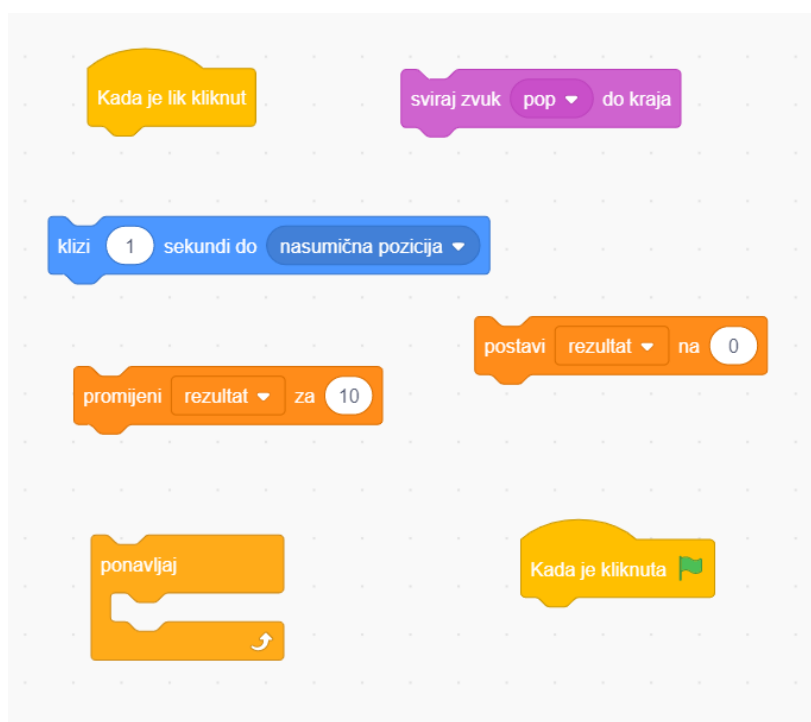 Kada je lik kliknut
sviraj zvuk pop do kraja
klizi 1 sekundi do nasumična pozicija
postavi rezultat na 0
promijeni rezultat za 10
ponavljaj
Kada je kliknuta